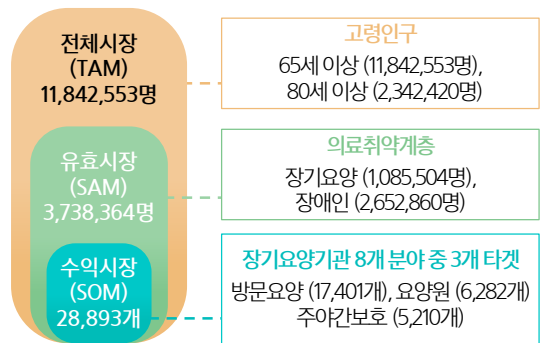 전체시장
(TAM)
11,842,553명
고령인구
65세 이상 (11,842,553명),
80세 이상 (2,342,420명)
유효시장
(SAM)
3,738,364명
의료취약계층
장기요양 (1,085,504명),
장애인 (2,652,860명)
수익시장
(SOM)
28,893개
장기요양기관 8개 분야 중 3개 타겟
방문요양 (17,401개), 요양원 (6,282개)
주야간보호 (5,210개)